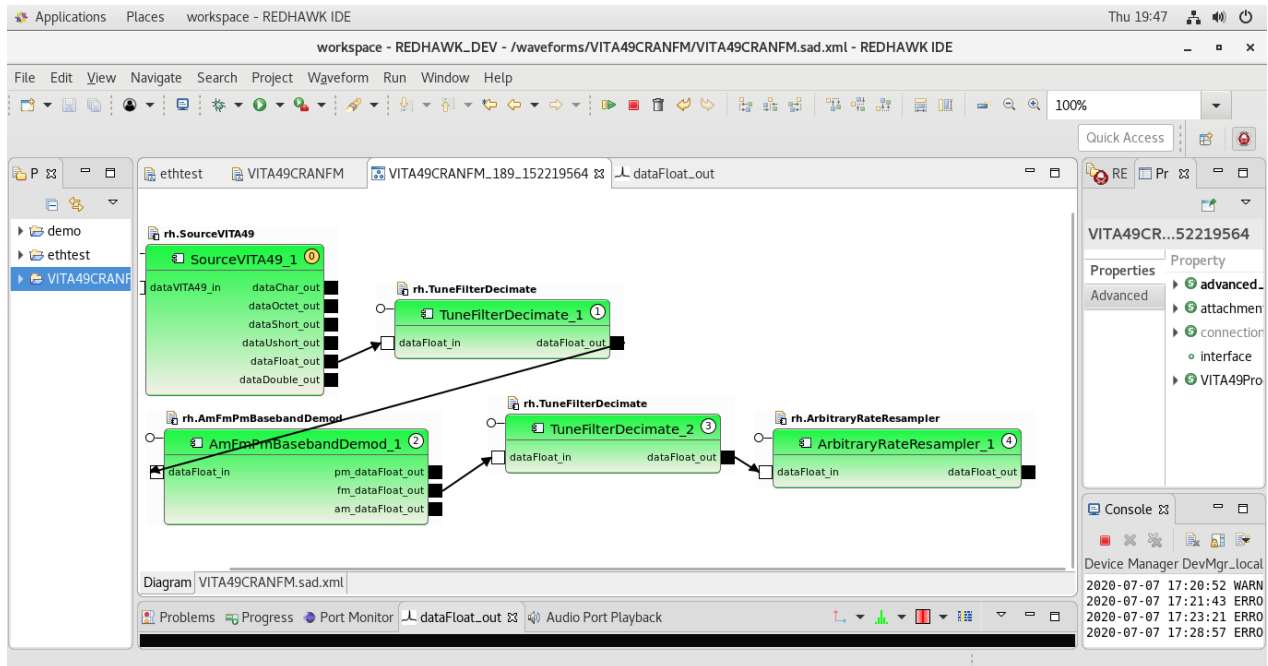 Applications Places workspace - REDHAWK IDE Thu 19:47
workspace - REDHAWK_DEV - /waveforms/VITA49CRANFM/VITA49CRANFM.sad.xml - REDHAWK IDE
File Edit View Navigate Search Project Waveform Run Window Help
100%
Quick Access
P
ethtest VITA49CRANFM VITA49CRANFM_189_152219564 dataFloat_out
RE Pr
demo
ethtest
VITA49CRANF
rh.SourceVITA49
SourceVITA49_1 0
dataVITA49_in dataChar_out
dataOctet_out
dataShort_out
dataUshort_out
dataFloat_out
dataDouble_out
rh.TuneFilterDecimate
TuneFilterDecimate_1 1
dataFloat_in dataFloat_out
rh.AmFmPmBasebandDemod
AmFmPmBasebandDemod_1 2
dataFloat_in pm_dataFloat_out
fm_dataFloat_out
am_dataFloat_out
rh.TuneFilterDecimate
TuneFilterDecimate_2 3
dataFloat_in dataFloat_out
rh.ArbitraryRateResampler
ArbitraryRateResampler_1 4
dataFloat_in dataFloat_out
VITA49CR...52219564
Properties
Advanced
Property
advanced_
attachmen
connection
interface
VITA49Pro
Diagram VITA49CRANFM.sad.xml
Problems Progress Port Monitor dataFloat_out Audio Port Playback
Console
Device Manager DevMgr_local
2020-07-07 17:20:52 WARN
2020-07-07 17:21:43 ERRO
2020-07-07 17:23:21 ERRO
2020-07-07 17:28:57 ERRO